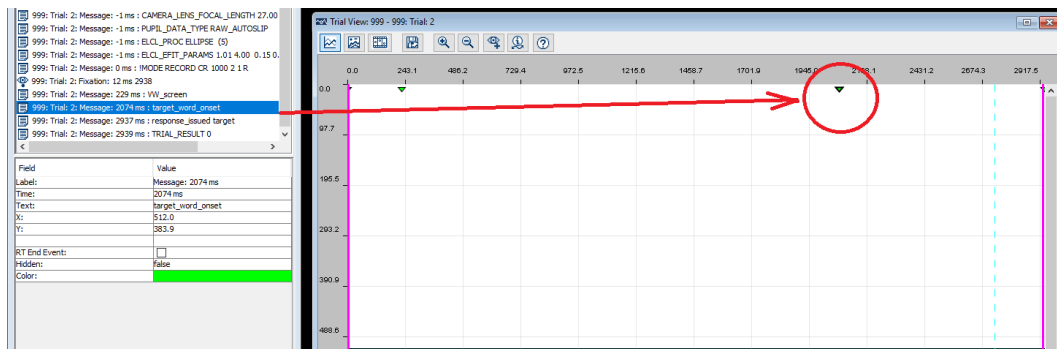 999: Trial: 2: Message: -1 ms : CAMERA_LENS_FOCAL_LENGTH 27.00
999: Trial: 2: Message: -1 ms : PUPIL_DATA_TYPE RAW_AUTOSLIP
999: Trial: 2: Message: -1 ms : ELCL_PROC ELLIPSE (5)
999: Trial: 2: Message: -1 ms : ELCL_EFIT_PARAMS 1.01 4.00 0.15 0.
999: Trial: 2: Message: 0 ms : !MODE RECORD CR 1000 2 1 R
999: Trial: 2: Fixation: 12 ms 2938
999: Trial: 2: Message: 229 ms : VW_screen
999: Trial: 2: Message: 2074 ms : target_word_onset
999: Trial: 2: Message: 2937 ms : response_issued target
999: Trial: 2: Message: 2939 ms : TRIAL_RESULT 0
Field Value
Label: Message: 2074 ms
Time: 2074 ms
Text: target_word_onset
X: 512.0
Y: 383.9
RT End Event:
Hidden: false
Color:
Trial View: 999 - 999: Trial: 2
0.0 243.1 486.2 729.4 972.5 1215.6 1458.7 1701.9 1945.0 2188.1 2431.2 2674.3 2917.5
0.0
97.7
195.5
293.2
390.9
488.6